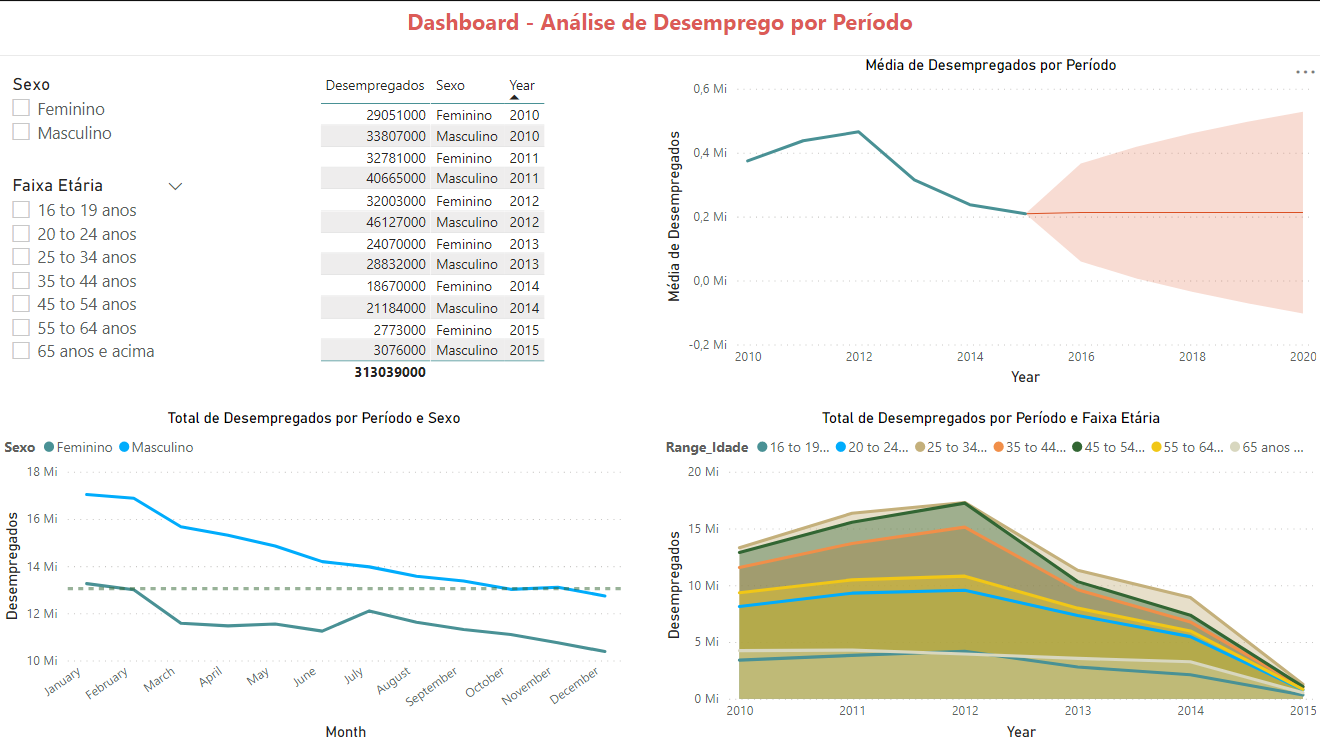 Dashboard - Análise de Desemprego por Período
Sexo
Feminino
Masculino
Faixa Etária
16 to 19 anos
20 to 24 anos
25 to 34 anos
35 to 44 anos
45 to 54 anos
55 to 64 anos
65 anos e acima
Desempregados Sexo Year
29051000 Feminino 2010
33807000 Masculino 2010
32781000 Feminino 2011
40665000 Masculino 2011
32003000 Feminino 2012
46127000 Masculino 2012
24070000 Feminino 2013
28832000 Masculino 2013
18670000 Feminino 2014
21184000 Masculino 2014
2773000 Feminino 2015
3076000 Masculino 2015
313039000
Média de Desempregados por Período
Média de Desempregados
0,6 Mi
0,4 Mi
0,2 Mi
0,0 Mi
-0,2 Mi
2010 2012 2014 2016 2018 2020
Year
Total de Desempregados por Período e Sexo
Sexo Feminino Masculino
Desempregados
18 Mi
16 Mi
14 Mi
12 Mi
10 Mi
January February March April May June July August September October November December
Month
Total de Desempregados por Período e Faixa Etária
Range_Idade 16 to 19... 20 to 24... 25 to 34... 35 to 44... 45 to 54... 55 to 64... 65 anos ...
Desempregados
20 Mi
15 Mi
10 Mi
5 Mi
0 Mi
2010 2011 2012 2013 2014 2015
Year